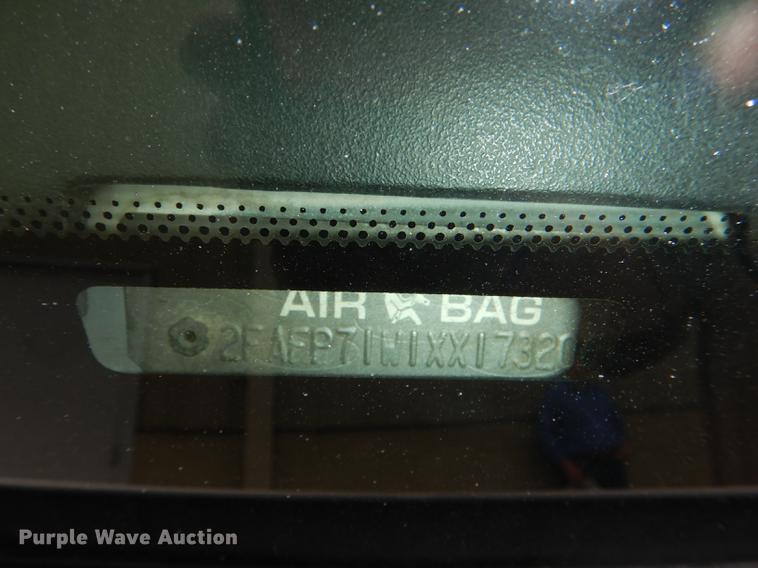 AIR BAG
2FAFP71W1XX17320
Purple Wave Auction